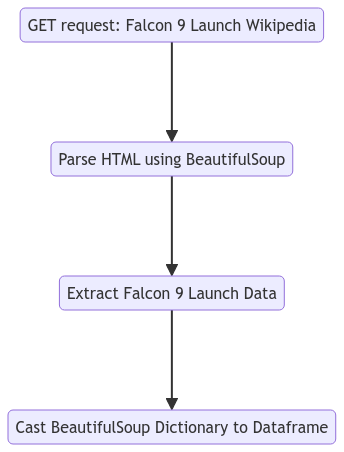 GET request: Falcon 9 Launch Wikipedia
Parse HTML using BeautifulSoup
Extract Falcon 9 Launch Data
Cast BeautifulSoup Dictionary to Dataframe